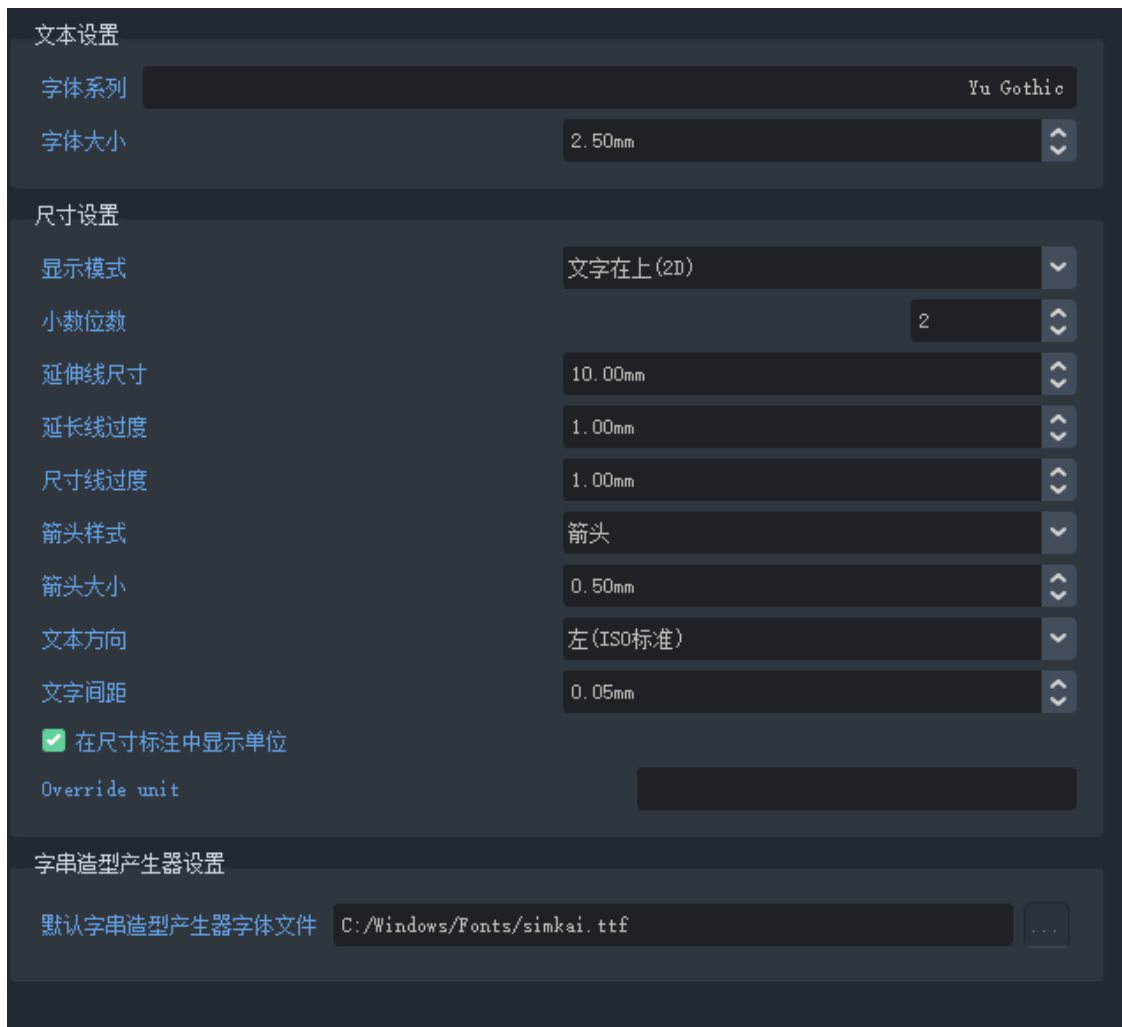 文本设置
字体系列 Yu Gothic
字体大小 2.50mm
尺寸设置
显示模式 文字在上(2D)
小数位数 2
延伸线尺寸 10.00mm
延长线过度 1.00mm
尺寸线过度 1.00mm
箭头样式 箭头
箭头大小 0.50mm
文本方向 左(ISO标准)
文字间距 0.05mm
在尺寸标注中显示单位
Override unit
字串造型产生器设置
默认字串造型产生器字体文件 C:/Windows/Fonts/simkai.ttf ...